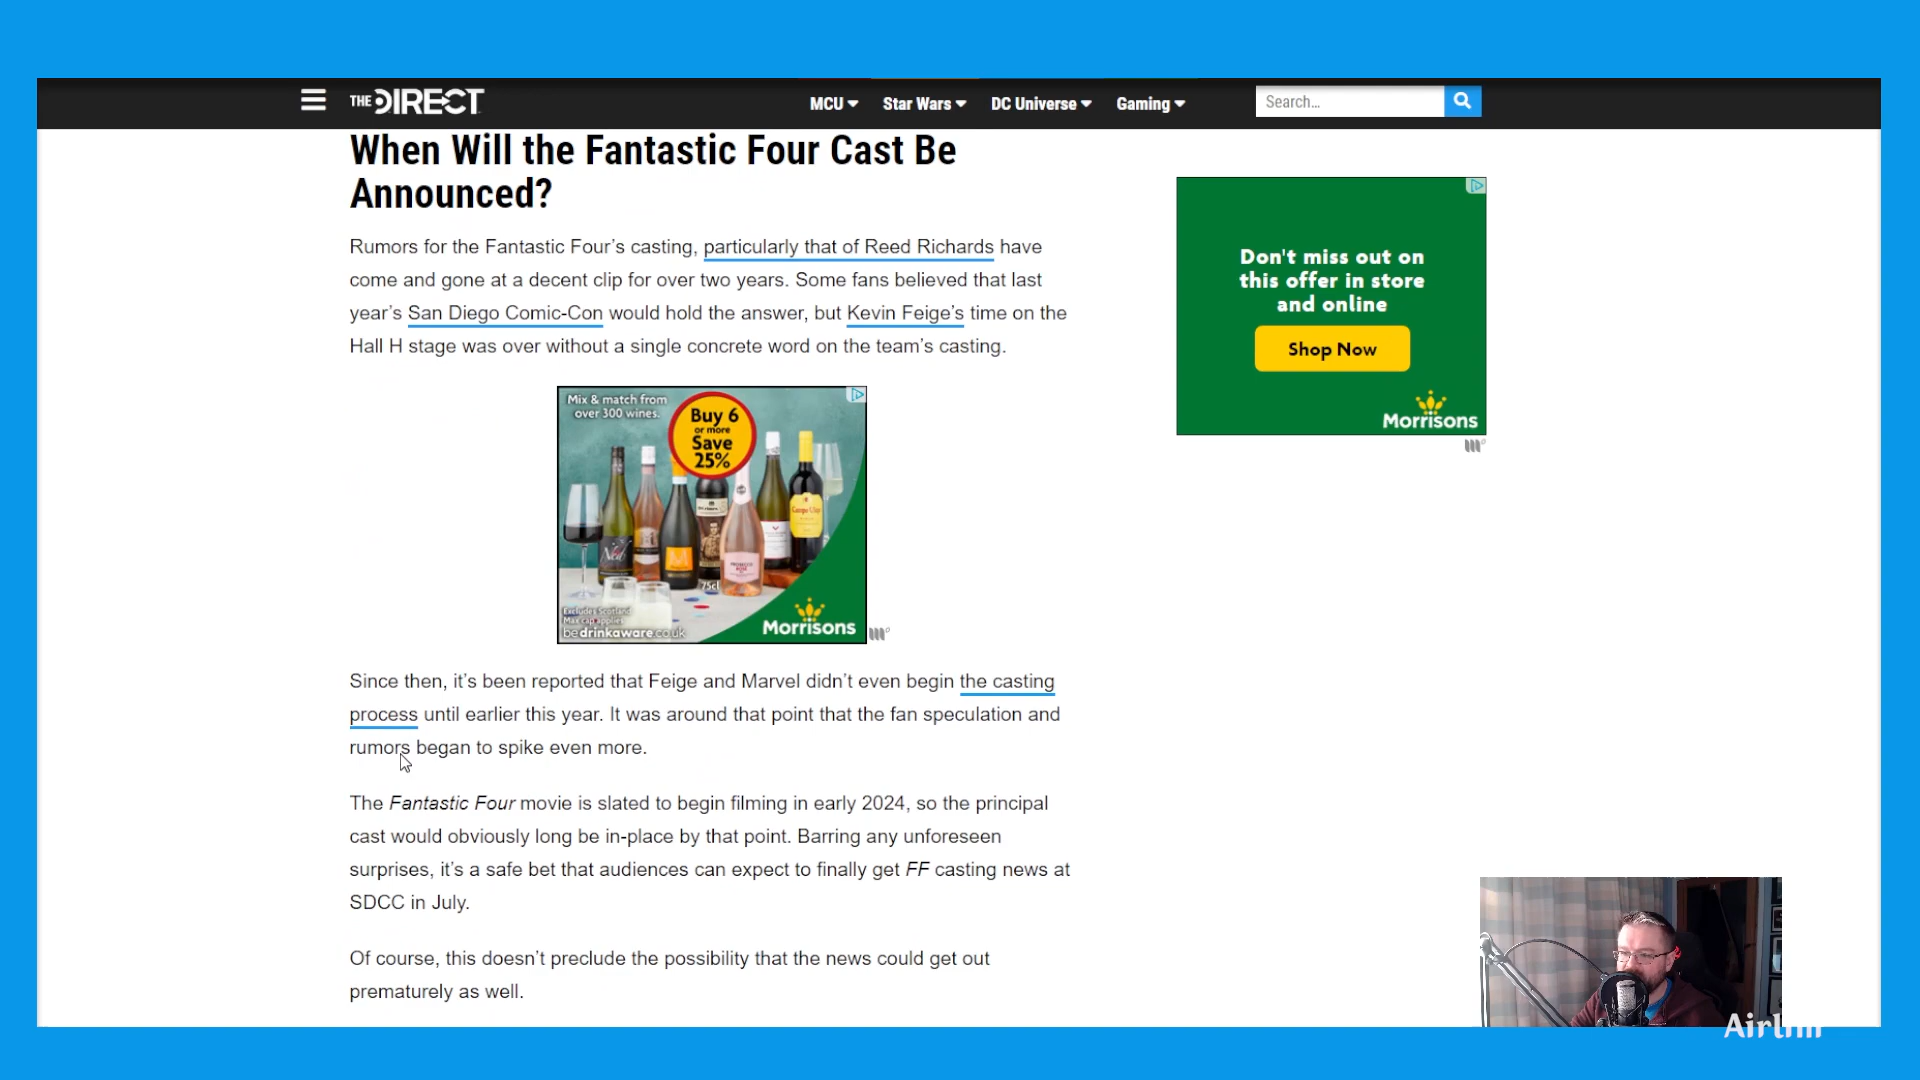 THE DIRECT
MCU
Star Wars
DC Universe
Gaming
Search...
When Will the Fantastic Four Cast Be
Announced?
Rumors for the Fantastic Four's casting, particularly that of Reed Richards have
come and gone at a decent clip for over two years. Some fans believed that last
year's San Diego Comic-Con would hold the answer, but Kevin Feige's time on the
Hall H stage was over without a single concrete word on the team's casting.
Don't miss out on
this offer in store
and online
Shop Now
Morrisons
Mix & match from
over 300 wines.
Buy 6
or more
Save
25%
75cl
Excludes Scotland
Max cap applies
bedrinkaware.co.uk
Morrisons
Since then, it's been reported that Feige and Marvel didn't even begin the casting
process until earlier this year. It was around that point that the fan speculation and
rumors began to spike even more.
The Fantastic Four movie is slated to begin filming in early 2024, so the principal
cast would obviously long be in-place by that point. Barring any unforeseen
surprises, it's a safe bet that audiences can expect to finally get FF casting news at
SDCC in July.
Of course, this doesn't preclude the possibility that the news could get out
prematurely as well.